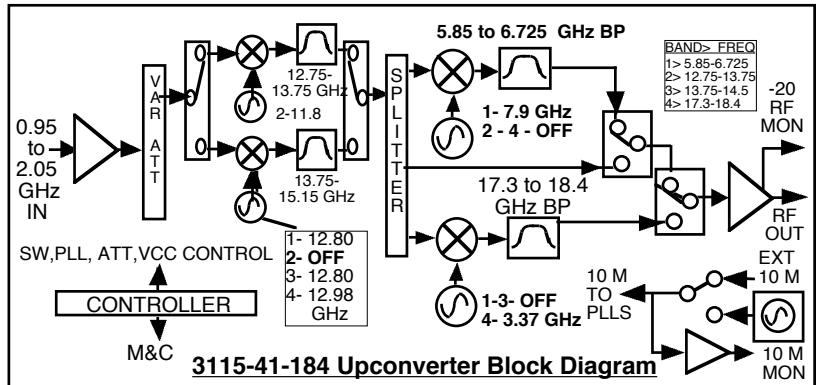 5.85 to 6.725 GHz BP
BAND> FREQ
1> 5.85-6.725
2> 12.75-13.75
3> 13.75-14.5
4> 17.3-18.4
-20
RF
MON
VAR ATT
12.75-
13.75 GHz
2-11.8
SPLITTER
1- 7.9 GHz
2 - 4 - OFF
0.95
to
2.05
GHz
IN
13.75-
15.15 GHz
17.3 to 18.4
GHz BP
RF
OUT
SW,PLL, ATT,VCC CONTROL
1- 12.80
2- OFF
3- 12.80
4- 12.98
GHz
CONTROLLER
M&C
1-3- OFF
4- 3.37 GHz
10 M
TO
PLLS
EXT
10 M
10 M
MON
3115-41-184 Upconverter Block Diagram